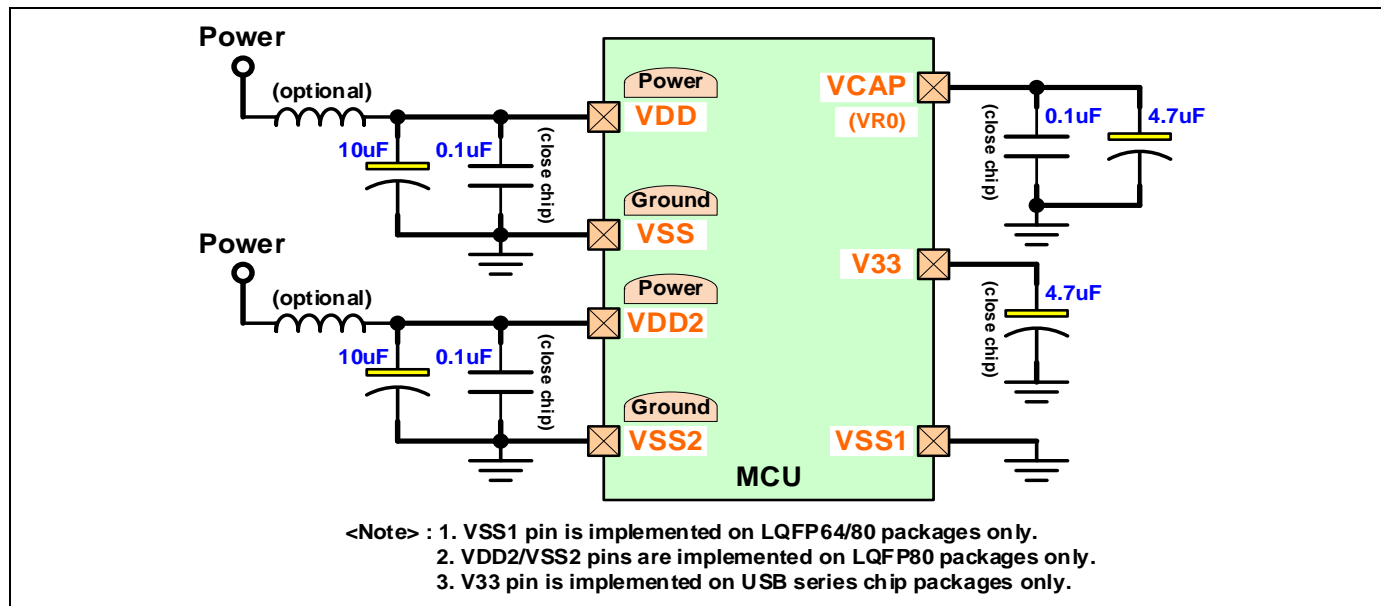 Power
(optional)
10uF
0.1uF
(close chip)
Power
VDD
Ground
VSS
Power
(optional)
10uF
0.1uF
(close chip)
Power
VDD2
Ground
VSS2
VCAP
(VR0)
0.1uF
4.7uF
(close chip)
V33
4.7uF
(close chip)
VSS1
MCU
<Note> : 1. VSS1 pin is implemented on LQFP64/80 packages only.
2. VDD2/VSS2 pins are implemented on LQFP80 packages only.
3. V33 pin is implemented on USB series chip packages only.